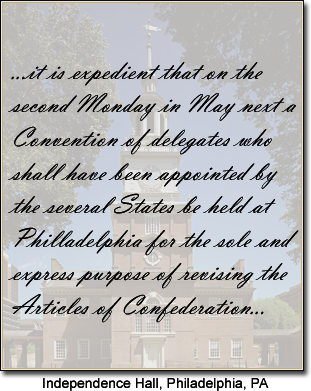 ...it is expedient that on the
second Monday in May next a
Convention of delegates who
shall have been appointed by
the several States be held at
Philladelphia for the sole and
express purpose of revising the
Articles of Confederation...
Independence Hall, Philadelphia, PA